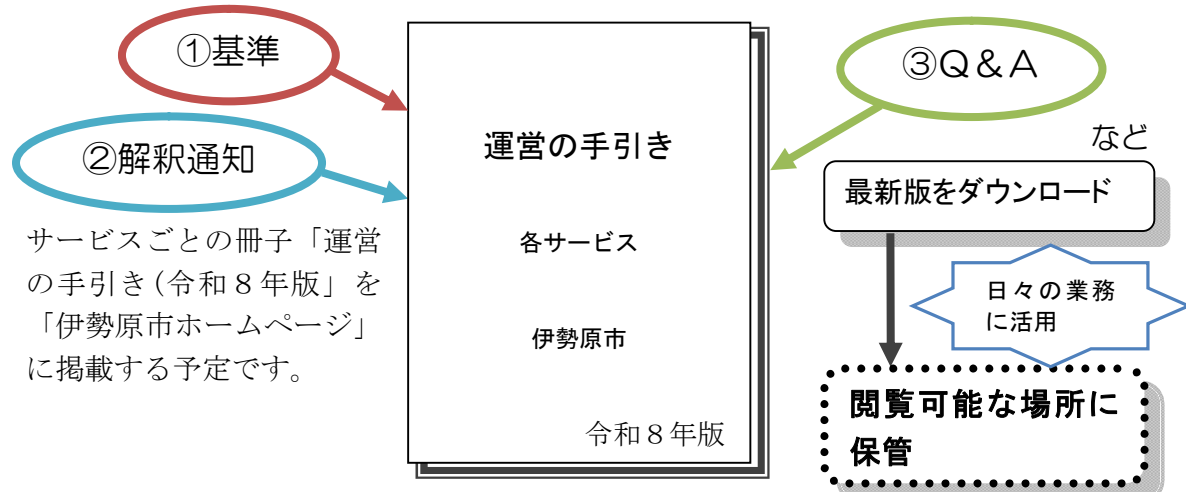 ①基準
②解釈通知
サービスごとの冊子「運営
の手引き(令和８年版」を
「伊勢原市ホームページ」
に掲載する予定です。
運営の手引き
各サービス
伊勢原市
令和８年版
③Ｑ＆Ａ
など
最新版をダウンロード
日々の業務
に活用
閲覧可能な場所に
保管